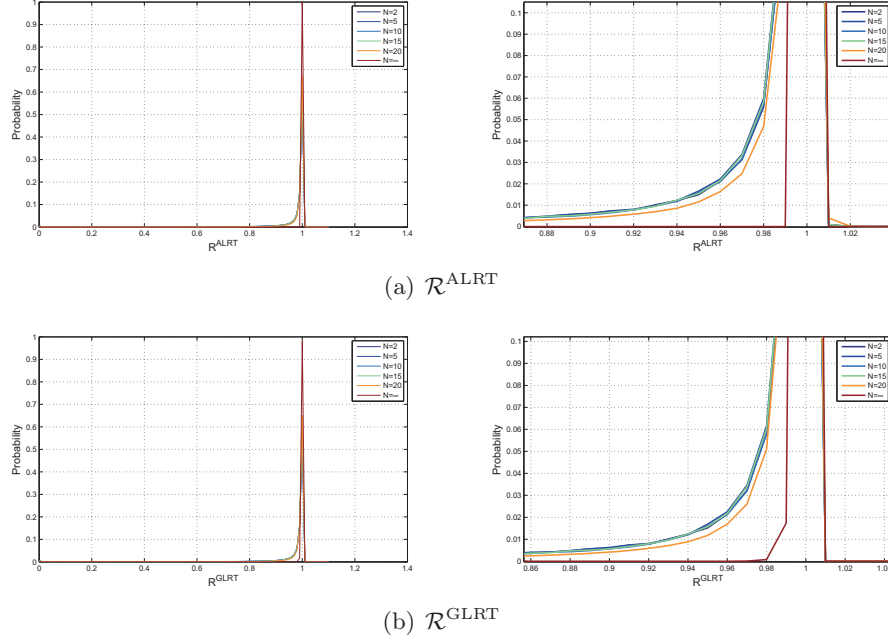 1
0.9
0.8
0.7
0.6
0.5
0.4
0.3
0.2
0.1
0
Probability
0 0.2 0.4 0.6 0.8 1 1.2 1.4
R^ALRT
N=2
N=5
N=10
N=15
N=20
N=—
0.1
0.09
0.08
0.07
0.06
0.05
0.04
0.03
0.02
0.01
0
Probability
0.88 0.9 0.92 0.94 0.96 0.98 1 1.02
R^ALRT
N=2
N=5
N=10
N=15
N=20
N=—
(a) R^ALRT
1
0.9
0.8
0.7
0.6
0.5
0.4
0.3
0.2
0.1
0
Probability
0 0.2 0.4 0.6 0.8 1 1.2 1.4
R^GLRT
N=2
N=5
N=10
N=15
N=20
N=—
0.1
0.09
0.08
0.07
0.06
0.05
0.04
0.03
0.02
0.01
0
Probability
0.86 0.88 0.9 0.92 0.94 0.96 0.98 1 1.02 1.04
R^GLRT
N=2
N=5
N=10
N=15
N=20
N=—
(b) R^GLRT